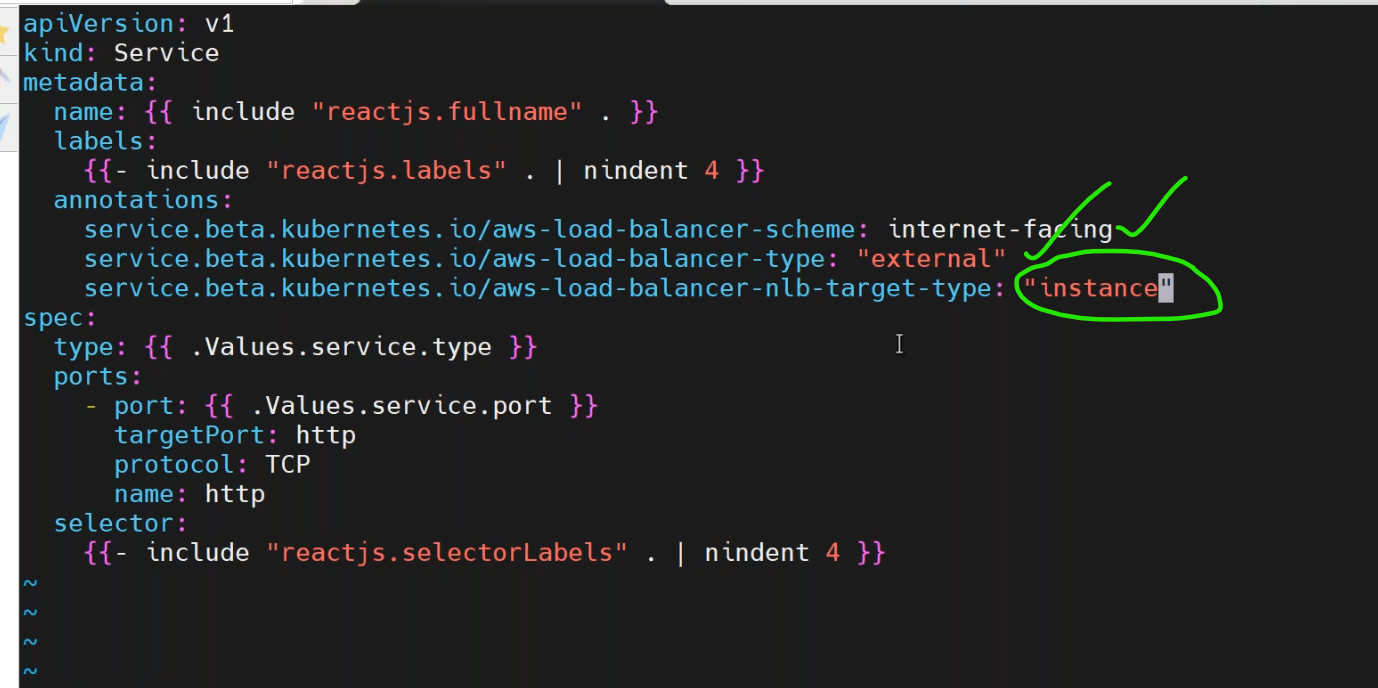 apiVersion: v1
kind: Service
metadata:
  name: {{ include "reactjs.fullname" . }}
  labels:
    {{- include "reactjs.labels" . | nindent 4 }}
  annotations:
    service.beta.kubernetes.io/aws-load-balancer-scheme: internet-facing
    service.beta.kubernetes.io/aws-load-balancer-type: "external"
    service.beta.kubernetes.io/aws-load-balancer-nlb-target-type: "instance"
spec:
  type: {{ .Values.service.type }}
  ports:
    - port: {{ .Values.service.port }}
      targetPort: http
      protocol: TCP
      name: http
  selector:
    {{- include "reactjs.selectorLabels" . | nindent 4 }}
~
~
~
~